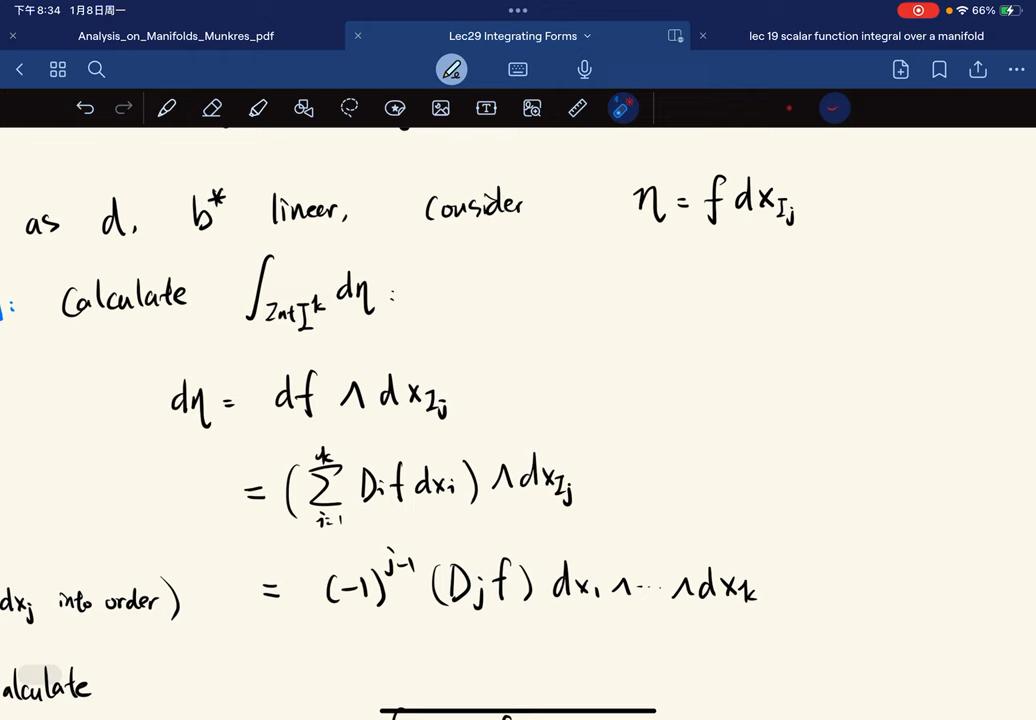 下午8:34 1月8日周一
66%
Analysis_on_Manifolds_Munkres_pdf
Lec29 Integrating Forms
lec 19 scalar function integral over a manifold
as d, b* linear, Consider η = f dx_{I_j}
: Calculate ∫_{Int I^k} dη :
dη = df ∧ dx_{I_j}
= (∑_{i=1}^{k} D_i f dx_i) ∧ dx_{I_j}
dx_j into order) = (-1)^{j-1} (D_j f) dx_1 ∧ ⋯ ∧ dx_k
alculate